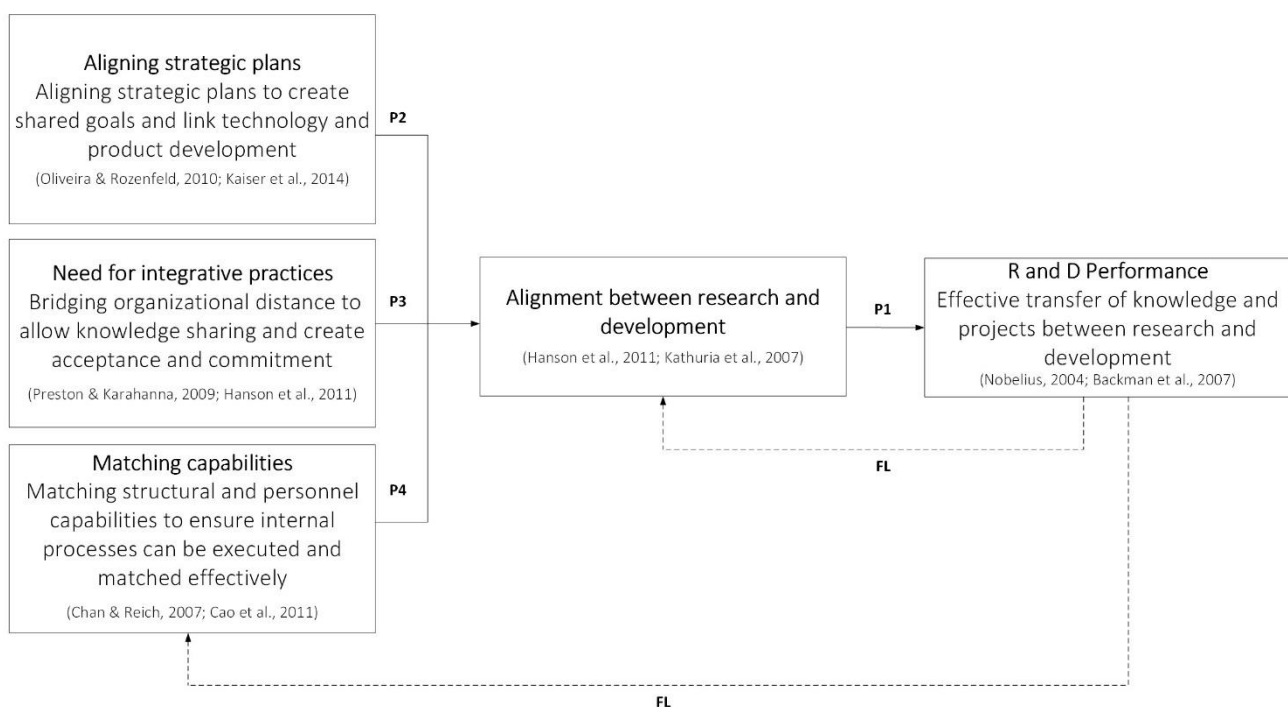 Aligning strategic plans
Aligning strategic plans to create
shared goals and link technology and
product development
(Oliveira & Rozenfeld, 2010; Kaiser et al., 2014)
P2
Need for integrative practices
Bridging organizational distance to
allow knowledge sharing and create
acceptance and commitment
(Preston & Karahanna, 2009; Hanson et al., 2011)
P3
Matching capabilities
Matching structural and personnel
capabilities to ensure internal
processes can be executed and
matched effectively
(Chan & Reich, 2007; Cao et al., 2011)
P4
Alignment between research and
development
(Hanson et al., 2011; Kathuria et al., 2007)
P1
R and D Performance
Effective transfer of knowledge and
projects between research and
development
(Nobelius, 2004; Backman et al., 2007)
FL
FL